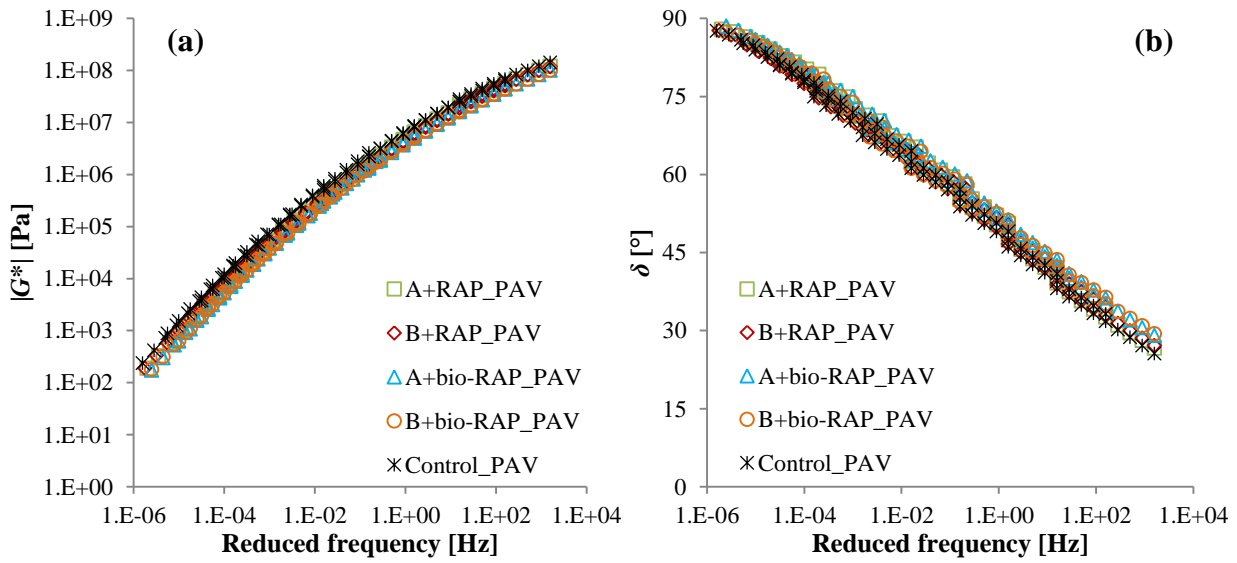 (a)
|G*| [Pa]
1.E+09
1.E+08
1.E+07
1.E+06
1.E+05
1.E+04
1.E+03
1.E+02
1.E+01
1.E+00
A+RAP_PAV
B+RAP_PAV
A+bio-RAP_PAV
B+bio-RAP_PAV
Control_PAV
1.E-06 1.E-04 1.E-02 1.E+00 1.E+02 1.E+04
Reduced frequency [Hz]
(b)
δ [°]
90
75
60
45
30
15
0
A+RAP_PAV
B+RAP_PAV
A+bio-RAP_PAV
B+bio-RAP_PAV
Control_PAV
1.E-06 1.E-04 1.E-02 1.E+00 1.E+02 1.E+04
Reduced frequency [Hz]